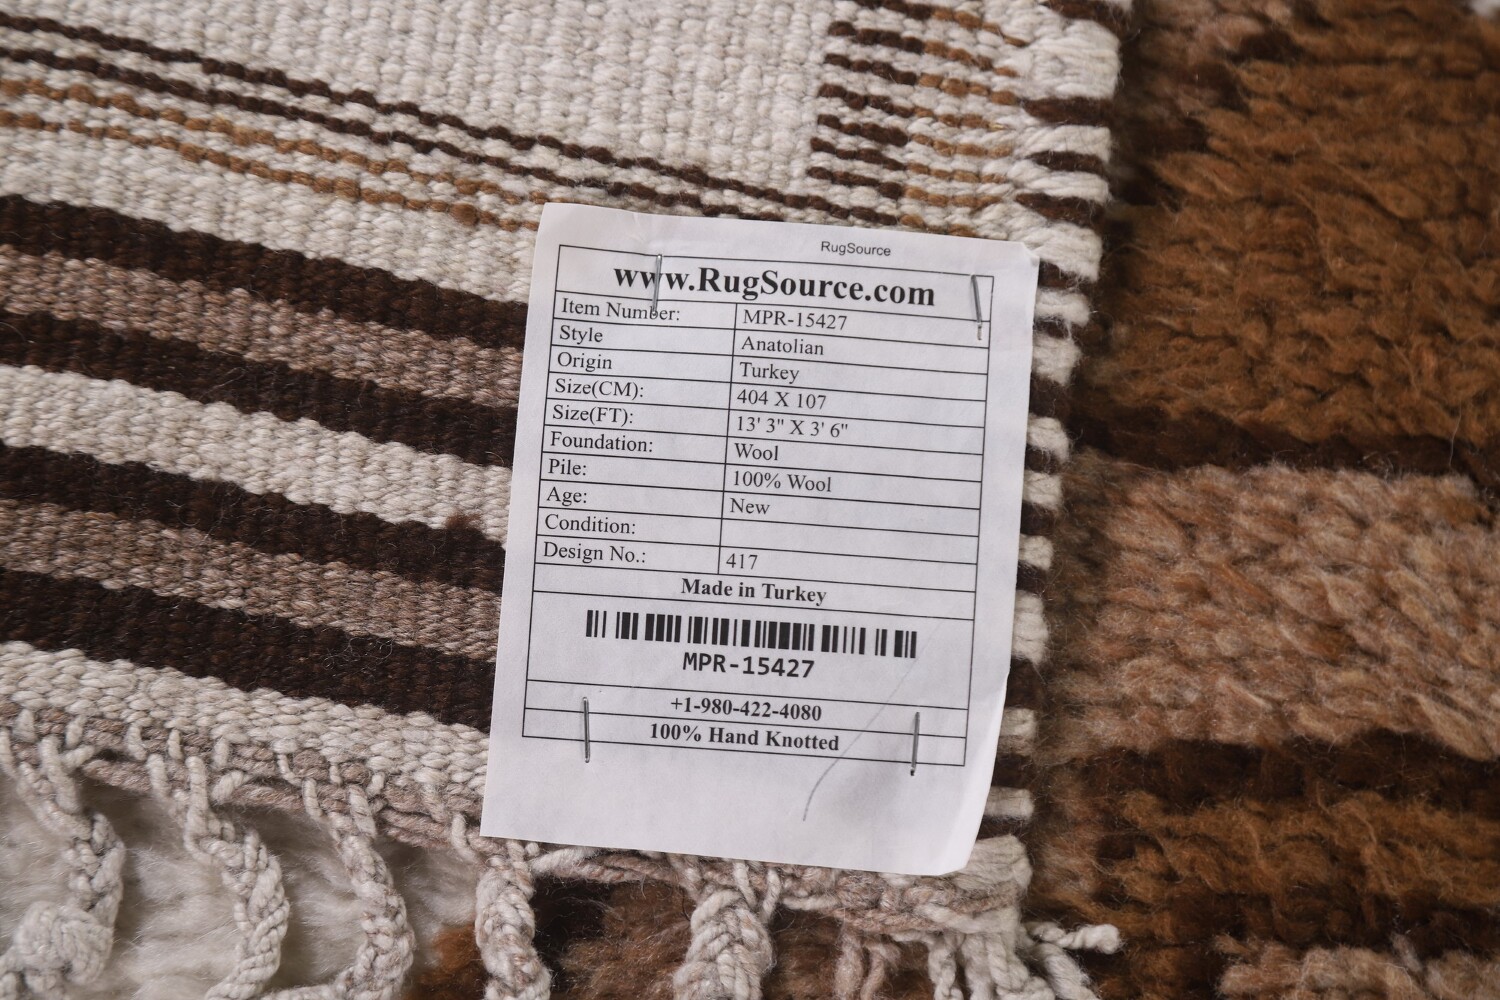 RugSource
www.RugSource.com
Item Number: MPR-15427
Style Anatolian
Origin Turkey
Size(CM): 404 X 107
Size(FT): 13' 3" X 3' 6"
Foundation: Wool
Pile: 100% Wool
Age: New
Condition:
Design No.: 417
Made in Turkey
MPR-15427
+1-980-422-4080
100% Hand Knotted